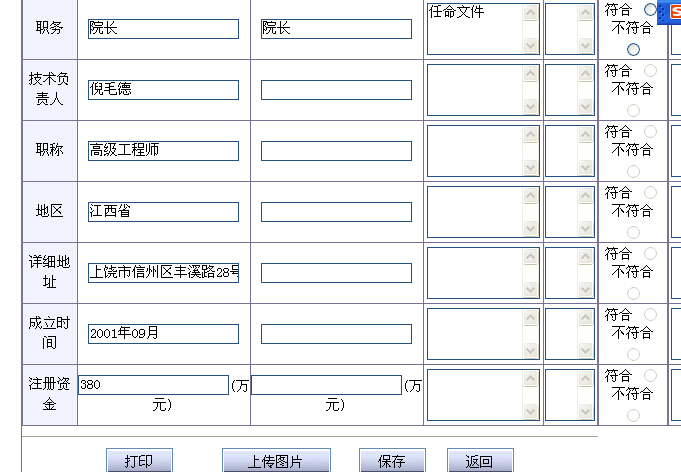 职务 院长 院长 任命文件 符合
不符合
技术负责人 倪毛德 符合
不符合
职称 高级工程师 符合
不符合
地区 江西省 符合
不符合
详细地址 上饶市信州区丰溪路28号 符合
不符合
成立时间 2001年09月 符合
不符合
注册资金 380 (万元) (万元) 符合
不符合
打印 上传图片 保存 返回